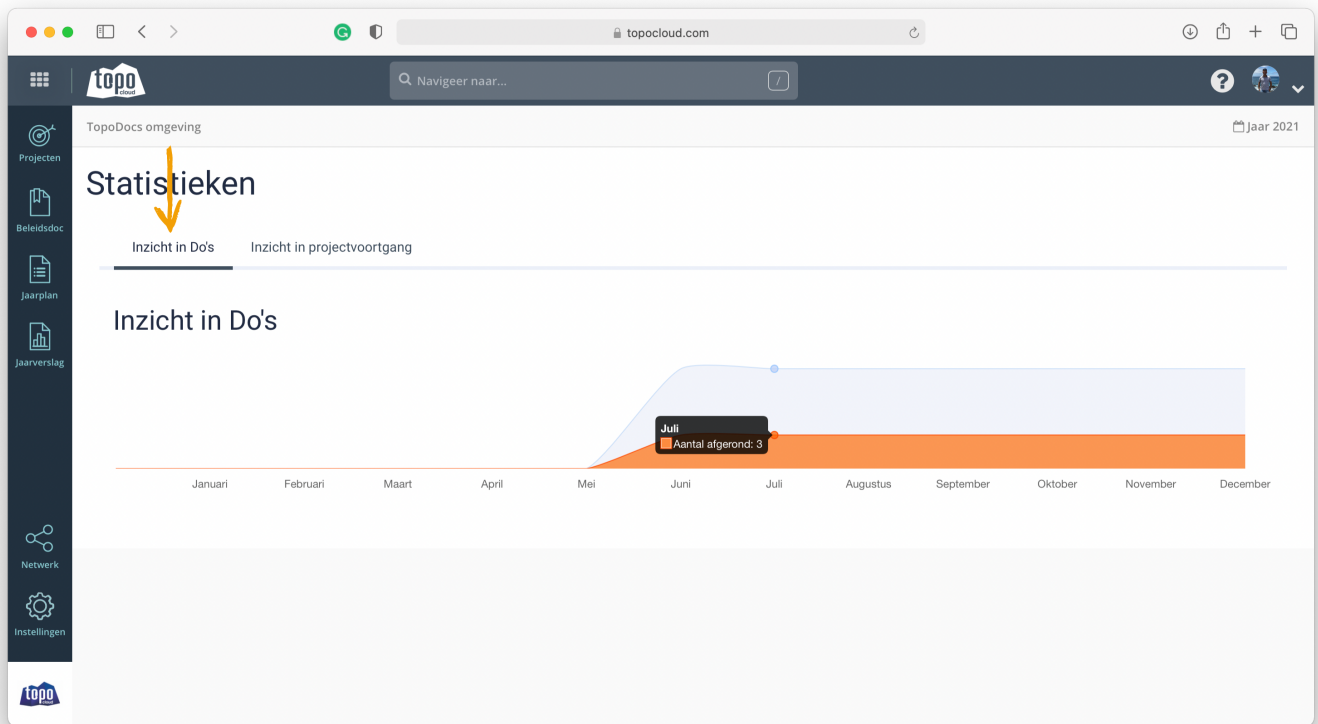 topocloud.com
topo
cloud
Navigeer naar...
/
?
TopoDocs omgeving
Jaar 2021
Projecten
Beleidsdoc
Jaarplan
Jaarverslag
Netwerk
Instellingen
topo
cloud
Statistieken
Inzicht in Do's
Inzicht in projectvoortgang
Inzicht in Do's
Juli
Aantal afgerond: 3
Januari
Februari
Maart
April
Mei
Juni
Juli
Augustus
September
Oktober
November
December